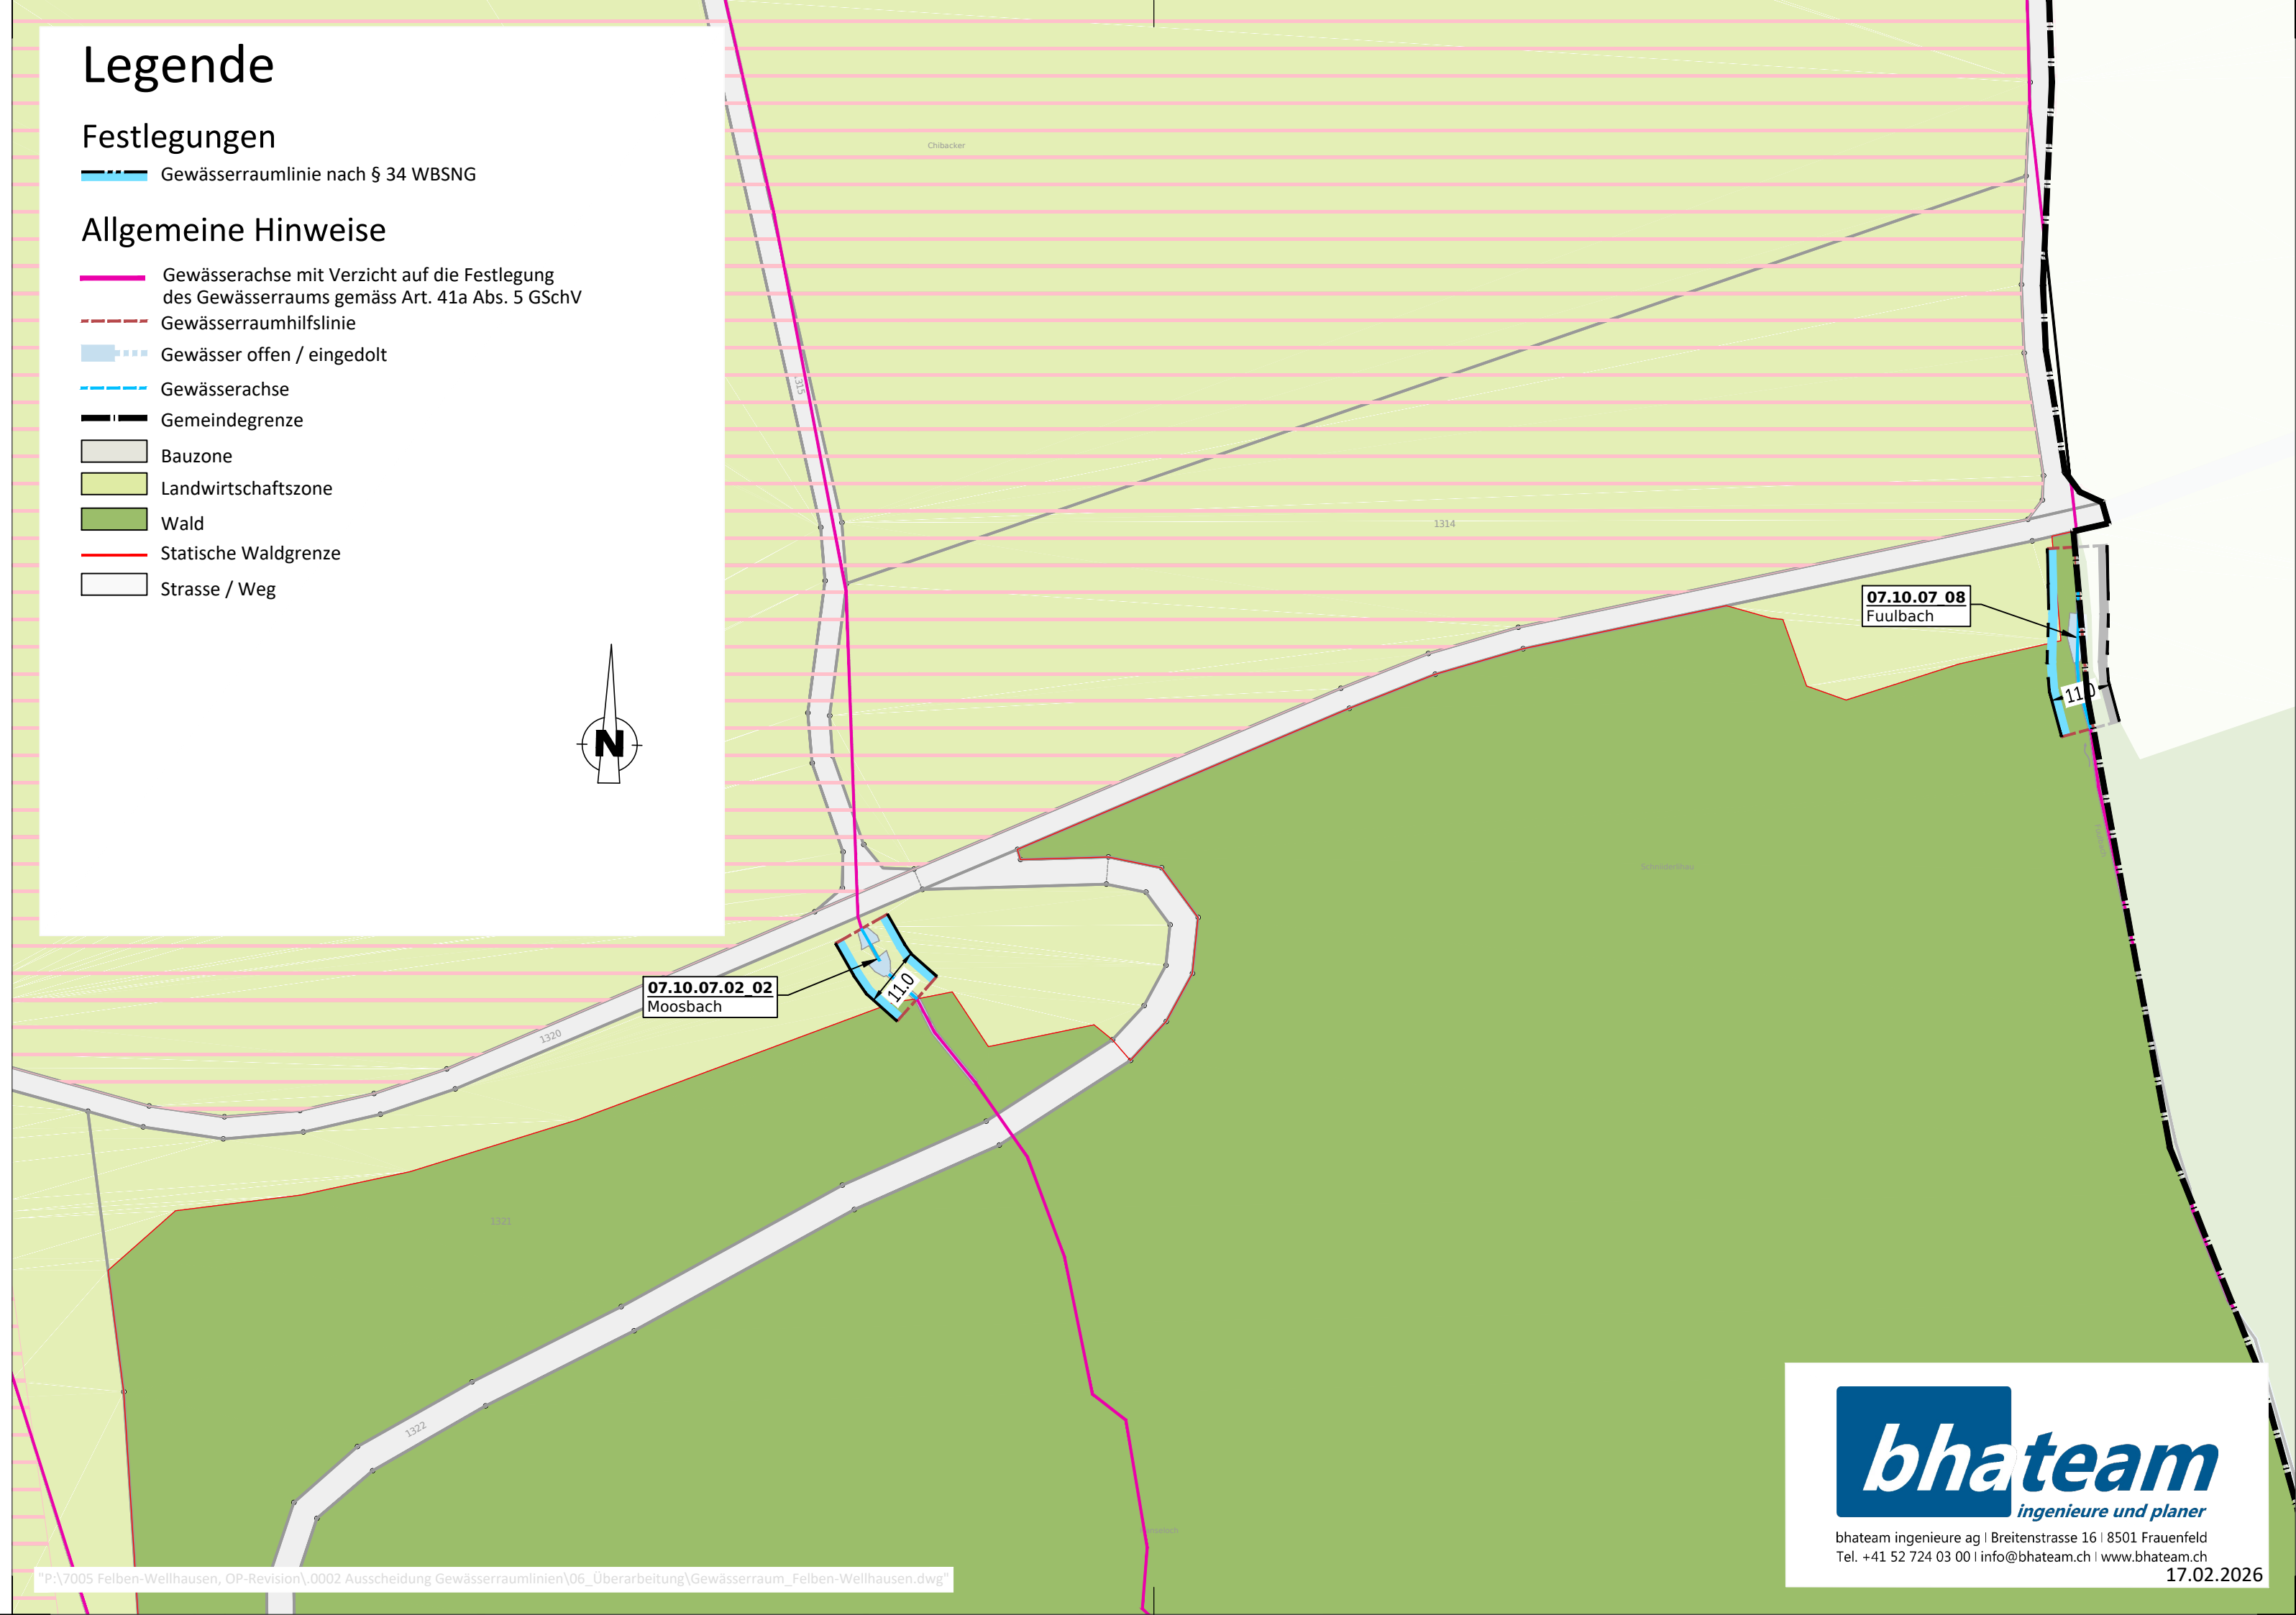 Legende
Festlegungen
Gewässerraumlinie nach § 34 WBSNG
Allgemeine Hinweise
Gewässerachse mit Verzicht auf die Festlegung
des Gewässerraums gemäss Art. 41a Abs. 5 GSchV
Gewässerraumhilfslinie
Gewässer offen / eingedolt
Gewässerachse
Gemeindegrenze
Bauzone
Landwirtschaftszone
Wald
Statische Waldgrenze
Strasse / Weg
N
Chibacker
1315
1314
07.10.07_08
Fuulbach
11.0
07.10.07.02_02
Moosbach
11.0
1320
1321
1322
bhateam
ingenieure und planer
bhateam ingenieure ag | Breitenstrasse 16 | 8501 Frauenfeld
Tel. +41 52 724 03 00 | info@bhateam.ch | www.bhateam.ch
17.02.2026
"P:\7005 Felben-Wellhausen, OP-Revision\.0002 Ausscheidung Gewässerraumlinien\06_Überarbeitung\Gewässerraum_Felben-Wellhausen.dwg"